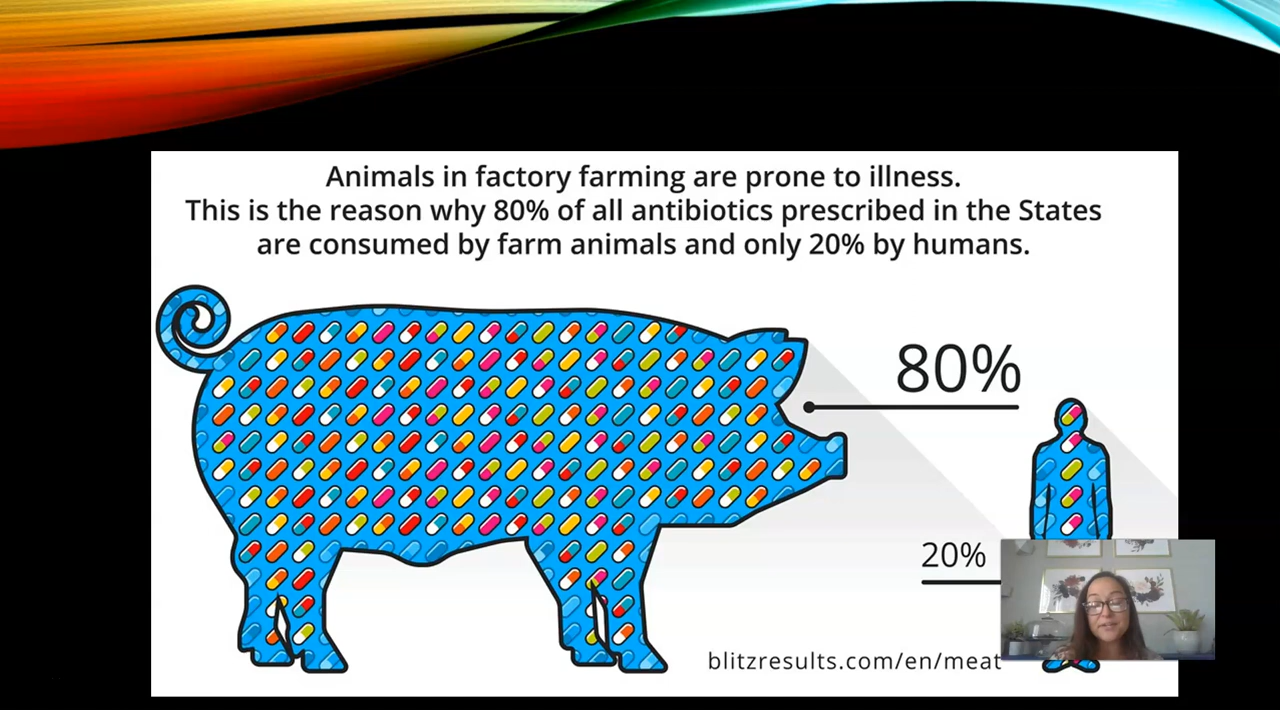 Animals in factory farming are prone to illness.
This is the reason why 80% of all antibiotics prescribed in the States
are consumed by farm animals and only 20% by humans.
80%
20%
blitzresults.com/en/meat